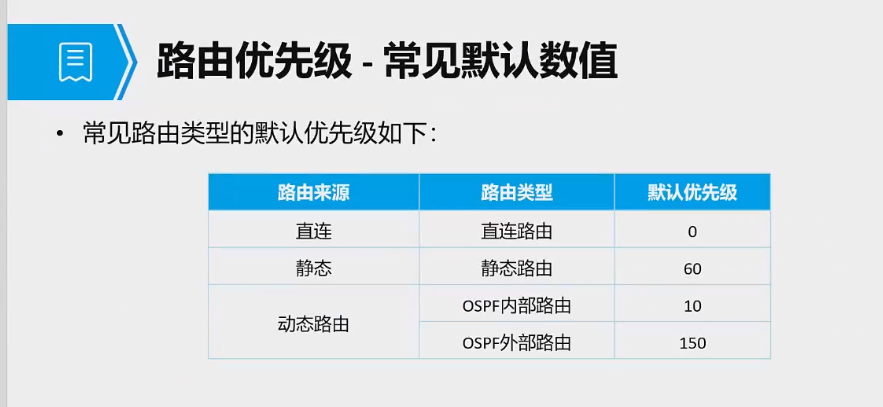 路由优先级 - 常见默认数值
• 常见路由类型的默认优先级如下：
路由来源 路由类型 默认优先级
直连 直连路由 0
静态 静态路由 60
动态路由 OSPF内部路由 10
OSPF外部路由 150